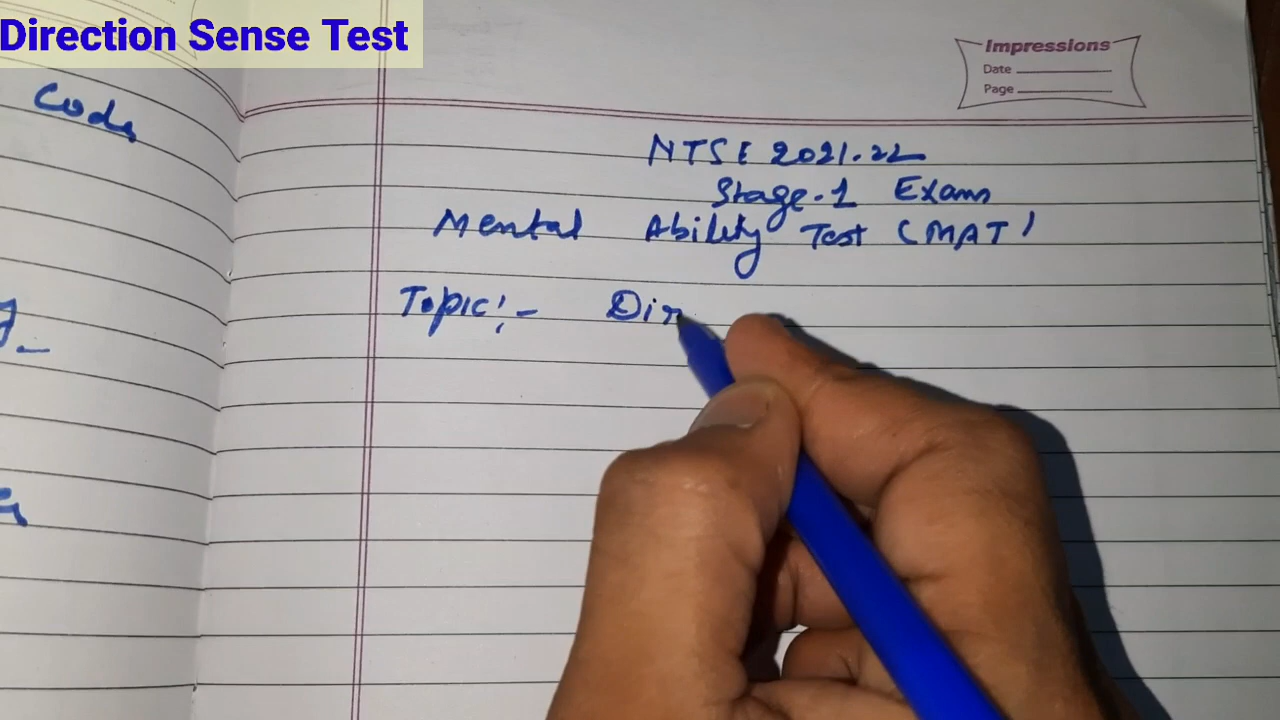 Direction Sense Test
Impressions
Date
Page
Code
NTSE 2021-22
Stage-1 Exam
Mental Ability Test (MAT)
Topic:- Dir